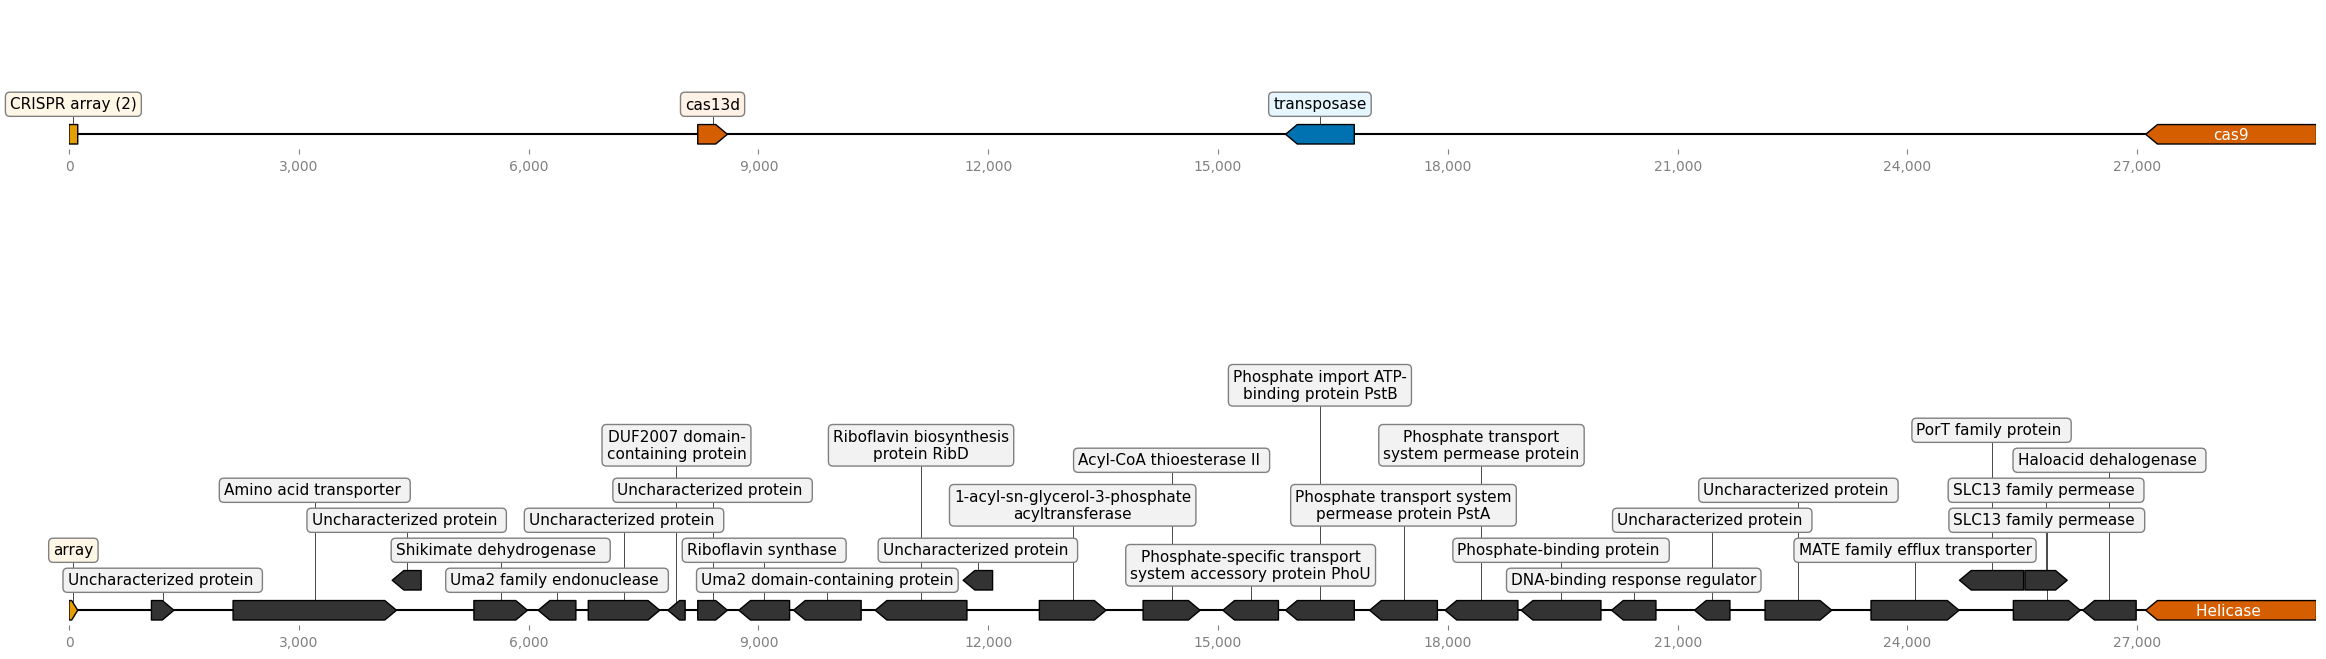 CRISPR array (2)
cas13d
transposase
cas9
0
3,000
6,000
9,000
12,000
15,000
18,000
21,000
24,000
27,000
Phosphate import ATP-
binding protein PstB
DUF2007 domain-
containing protein
Riboflavin biosynthesis
protein RibD
Phosphate transport
system permease protein
PorT family protein
Acyl-CoA thioesterase II
Haloacid dehalogenase
Amino acid transporter
Uncharacterized protein
1-acyl-sn-glycerol-3-phosphate
acyltransferase
Phosphate transport system
permease protein PstA
Uncharacterized protein
SLC13 family permease
Uncharacterized protein
Uncharacterized protein
Uncharacterized protein
SLC13 family permease
array
Shikimate dehydrogenase
Riboflavin synthase
Uncharacterized protein
Phosphate-specific transport
system accessory protein PhoU
Phosphate-binding protein
MATE family efflux transporter
Uncharacterized protein
Uma2 family endonuclease
Uma2 domain-containing protein
DNA-binding response regulator
Helicase
0
3,000
6,000
9,000
12,000
15,000
18,000
21,000
24,000
27,000